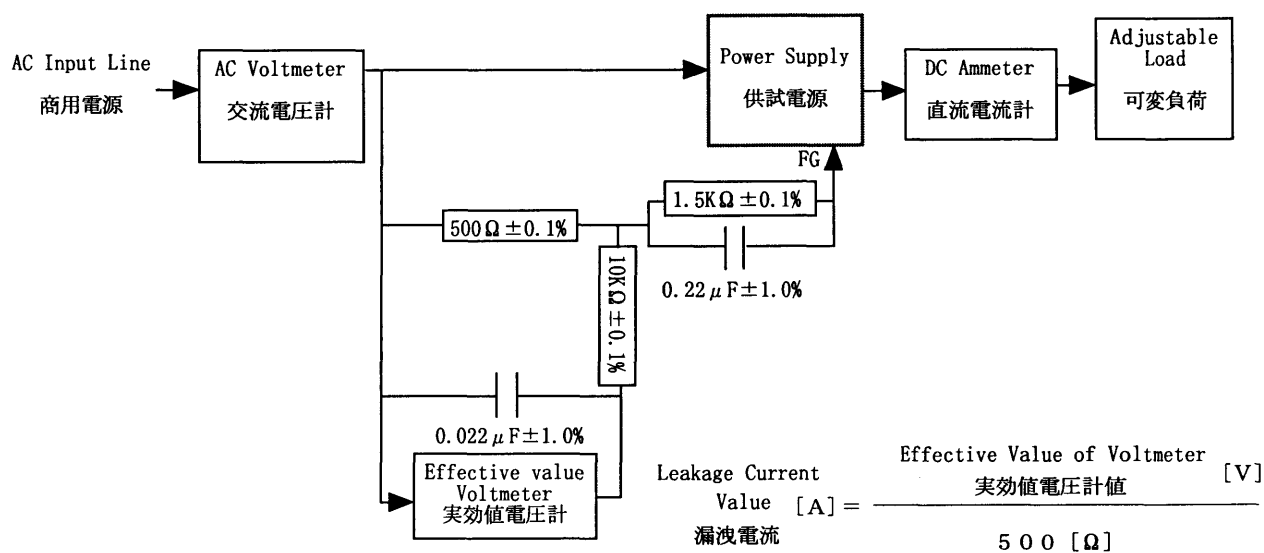 AC Input Line
商用電源
AC Voltmeter
交流電圧計
Power Supply
供試電源
DC Ammeter
直流電流計
Adjustable
Load
可変負荷
FG
1.5KΩ±0.1%
500Ω±0.1%
10KΩ±0.1%
0.22μF±1.0%
0.022μF±1.0%
Effective value
Voltmeter
実効値電圧計
Leakage Current
Value [A]=
漏洩電流
Effective Value of Voltmeter
実効値電圧計値 [V]
500[Ω]